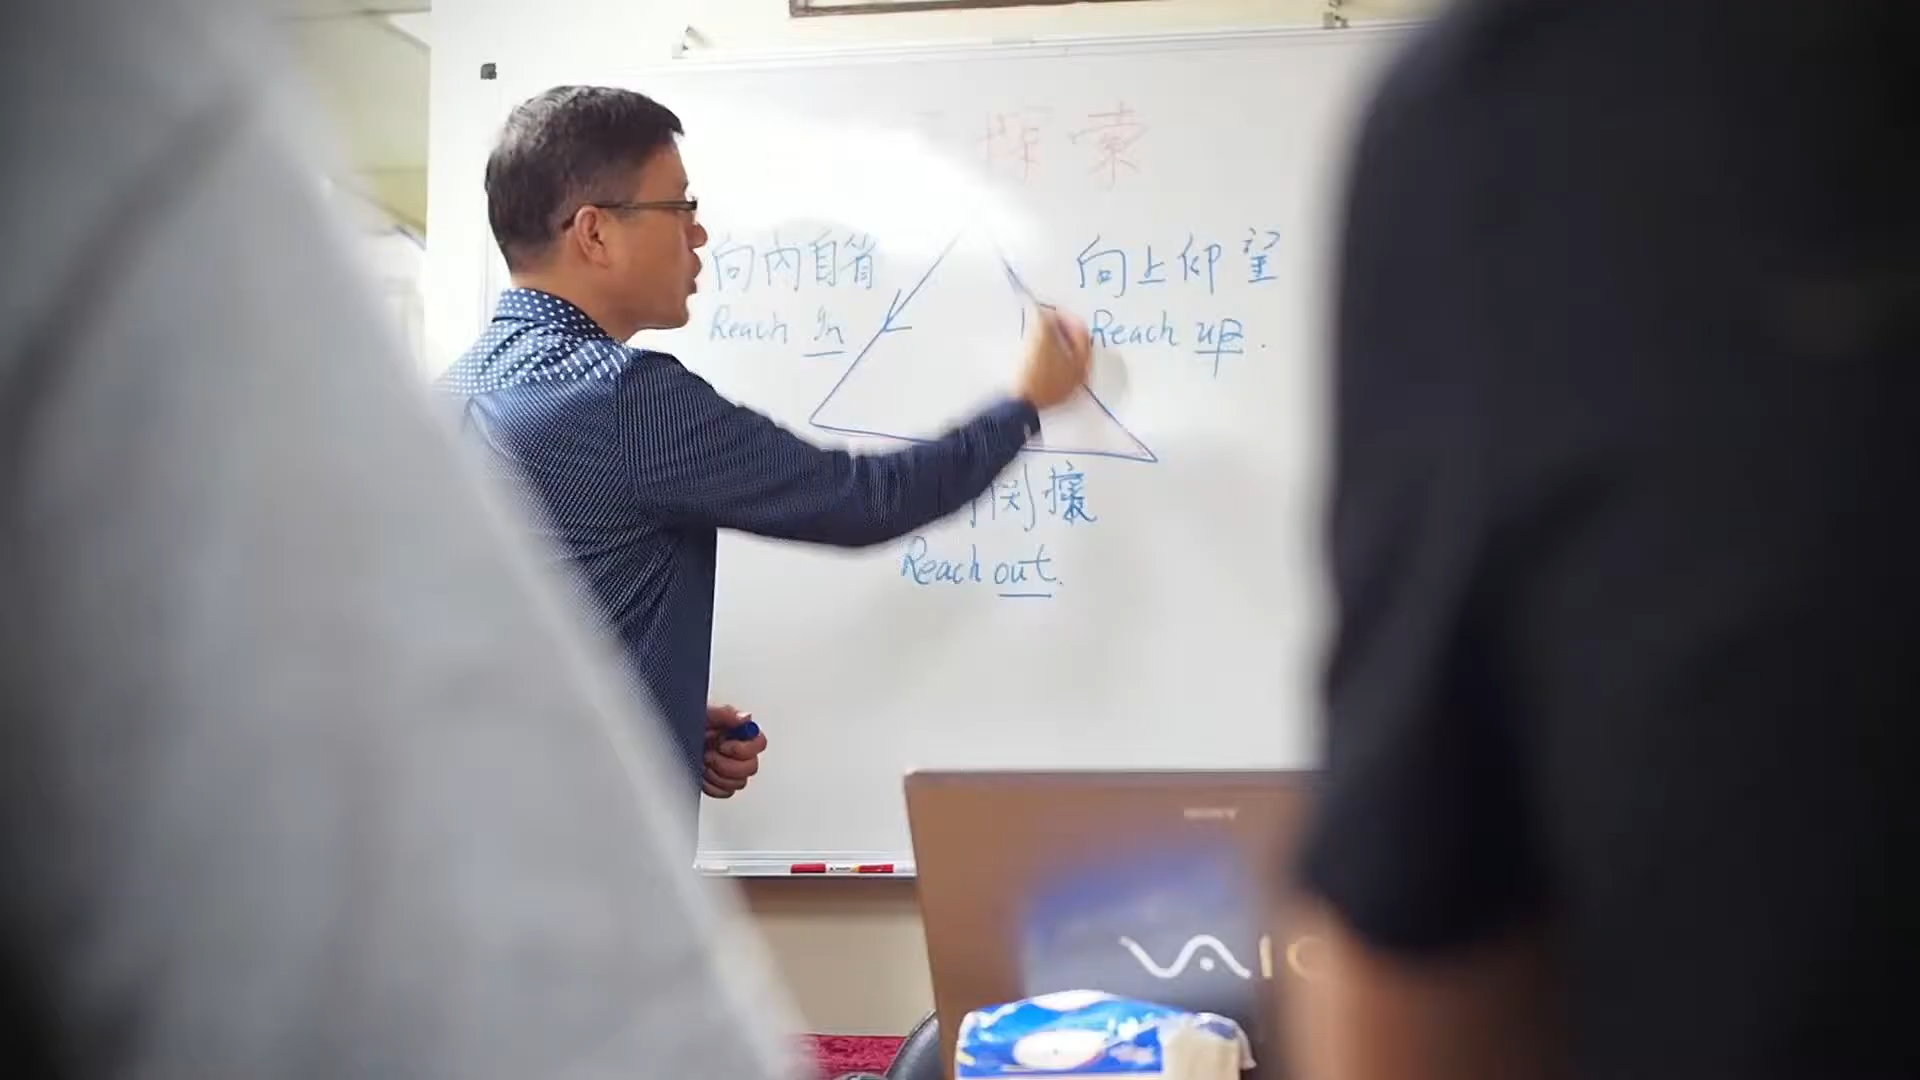 探索
向內自省
Reach In
向上仰望
Reach up.
關懷
Reach out.
SONY
VAIO